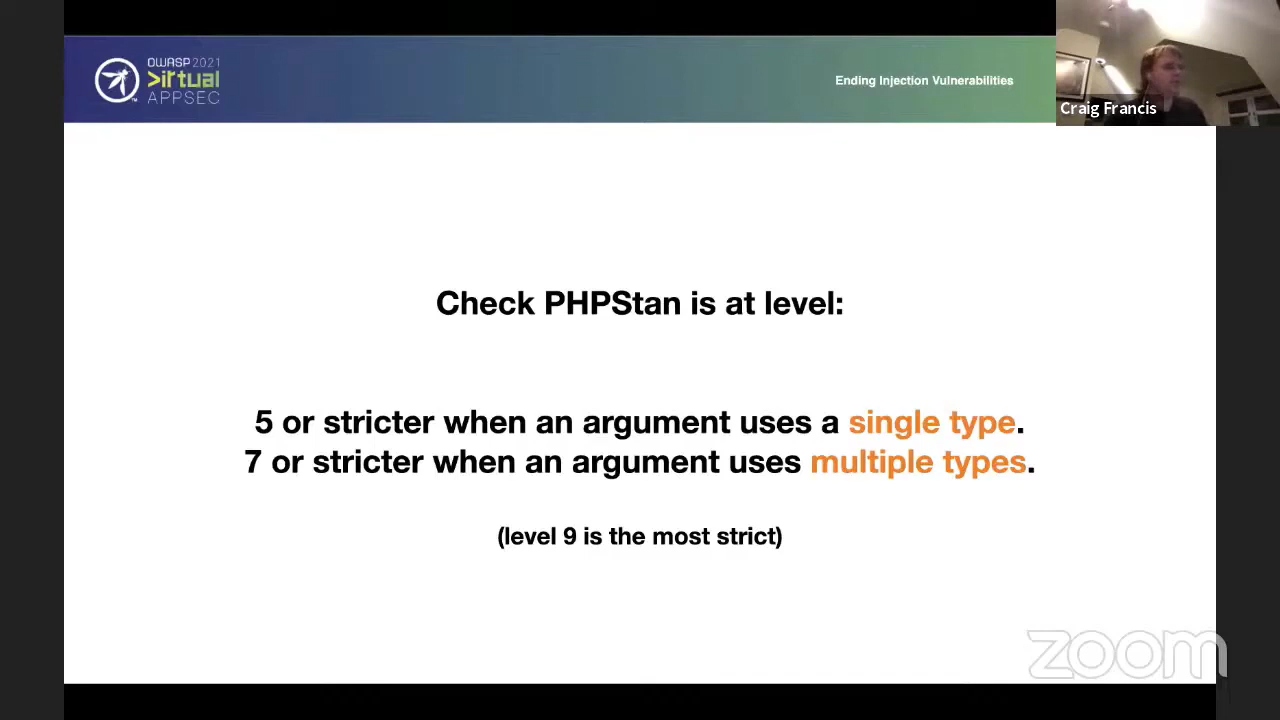 OWASP 2021
>irtual
APPSEC
Ending Injection Vulnerabilities
Craig Francis
Check PHPStan is at level:
5 or stricter when an argument uses a single type.
7 or stricter when an argument uses multiple types.
(level 9 is the most strict)
zoom